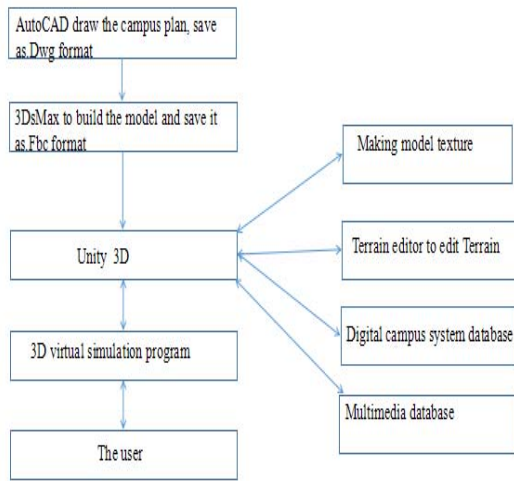 AutoCAD draw the campus plan, save
as.Dwg format
3DsMax to build the model and save it
as.Fbc format
Making model texture
Unity 3D
Terrain editor to edit Terrain
Digital campus system database
3D virtual simulation program
Multimedia database
The user